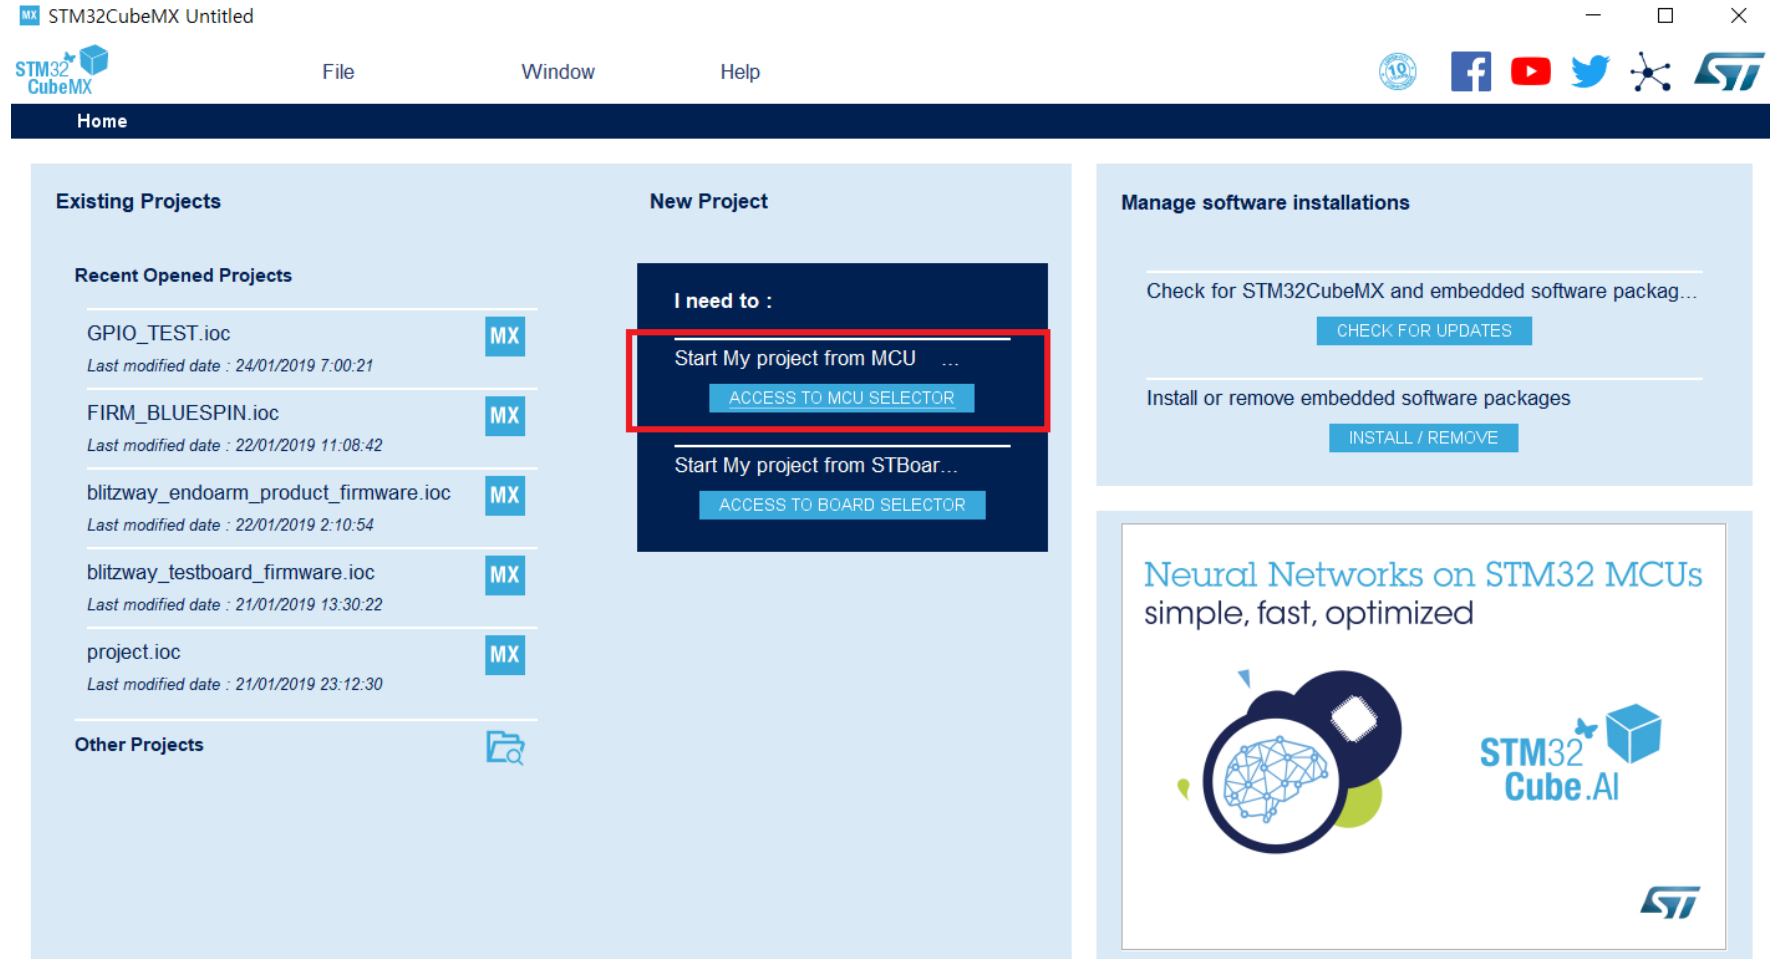 MX STM32CubeMX Untitled
STM32
CubeMX
File
Window
Help
10
f
ST
Home
Existing Projects
Recent Opened Projects
GPIO_TEST.ioc
MX
Last modified date : 24/01/2019 7:00:21
FIRM_BLUESPIN.ioc
MX
Last modified date : 22/01/2019 11:08:42
blitzway_endoarm_product_firmware.ioc
MX
Last modified date : 22/01/2019 2:10:54
blitzway_testboard_firmware.ioc
MX
Last modified date : 21/01/2019 13:30:22
project.ioc
MX
Last modified date : 21/01/2019 23:12:30
Other Projects
New Project
I need to :
Start My project from MCU ...
ACCESS TO MCU SELECTOR
Start My project from STBoar...
ACCESS TO BOARD SELECTOR
Manage software installations
Check for STM32CubeMX and embedded software packag...
CHECK FOR UPDATES
Install or remove embedded software packages
INSTALL / REMOVE
Neural Networks on STM32 MCUs
simple, fast, optimized
STM32
Cube.AI
ST